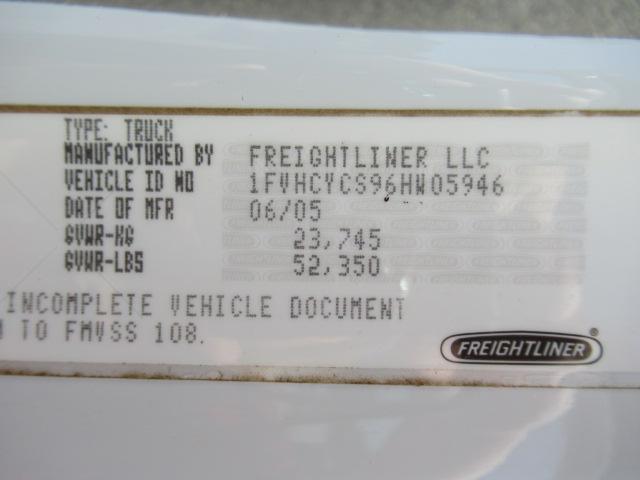 TYPE: TRUCK
MANUFACTURED BY FREIGHTLINER LLC
VEHICLE ID NO 1FVHCYCS96HW05946
DATE OF MFR 06/05
GVWR-KG 23,745
GVWR-LBS 52,350
INCOMPLETE VEHICLE DOCUMENT
TO FMVSS 108.
FREIGHTLINER®